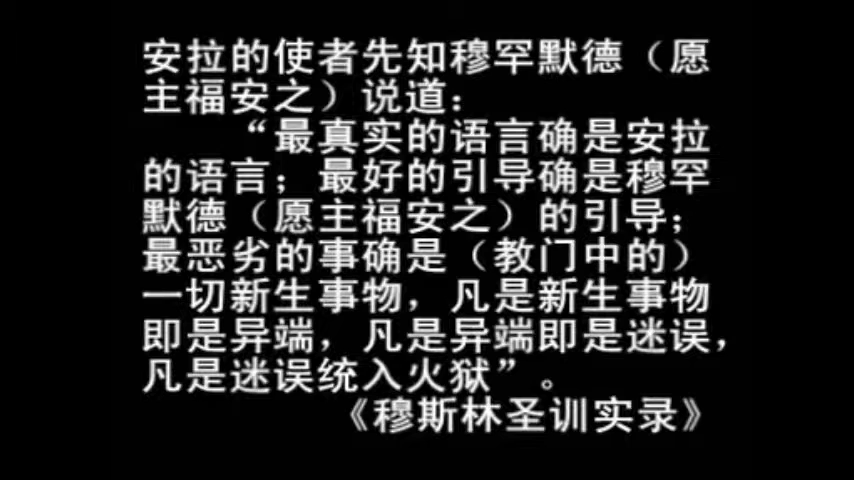 安拉的使者先知穆罕默德（愿
主福安之）说道：
“最真实的语言确是安拉
的语言；最好的引导确是穆罕
默德（愿主福安之）的引导；
最恶劣的事确是（教门中的）
一切新生事物，凡是新生事物
即是异端，凡是异端即是迷误，
凡是迷误统入火狱”。
《穆斯林圣训实录》